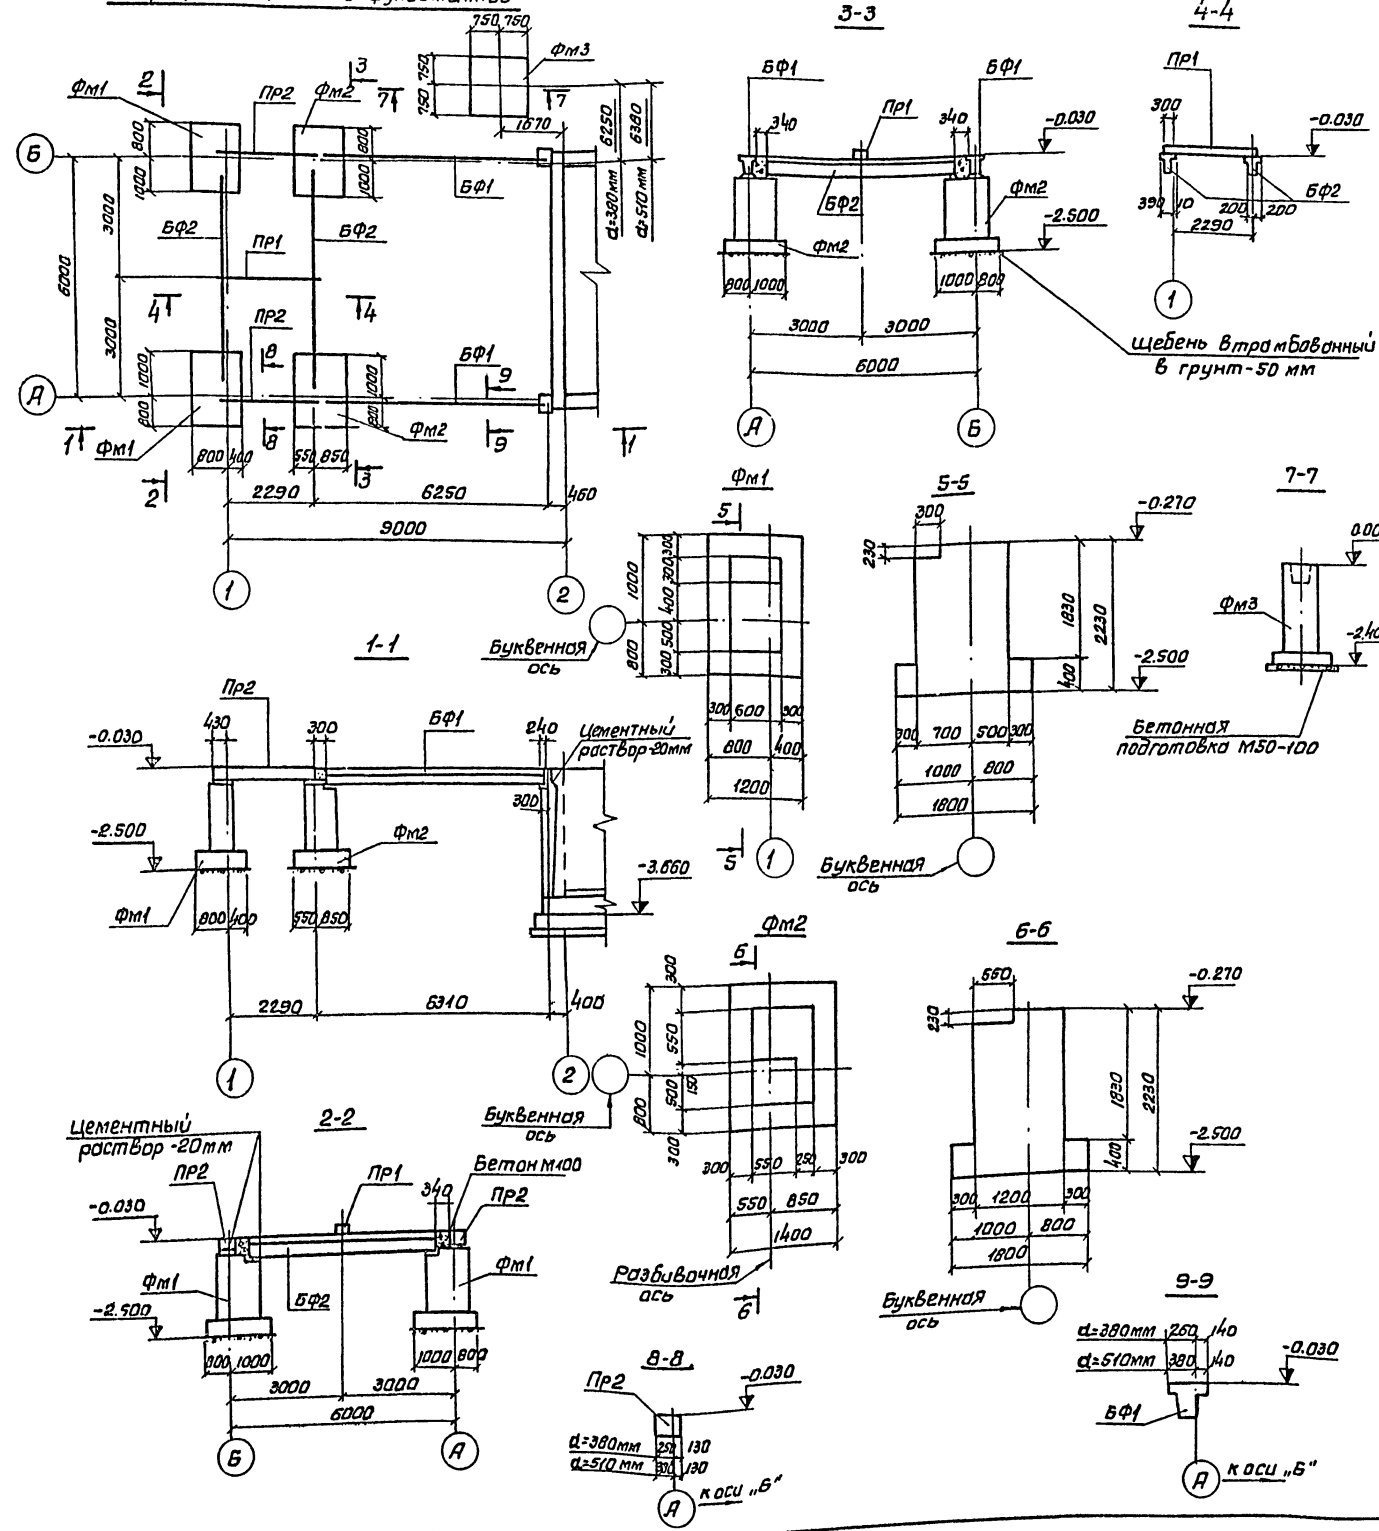 3-3
4-4
750 750
Фм3
750
750
3
2
7
7
Фм1
Пр2
Фм2
1670
6250
6380
d=380мм
d=510мм
Б
800
1000
800
1000
БФ1
3000
БФ2
Пр1
БФ2
6000
4
4
3000
Пр2
8
БФ1
9
1000
800
1000
800
А
1
Фм1
8
Фм2
9
1
800 400
550 850
2
3
2290
6250
460
9000
1
2
БФ1
БФ1
340
Пр1
340
-0.030
БФ2
Фм2
-2.500
Фм2
800 1000
1000 800
3000
3000
6000
А
Б
щебень втрамбованный
в грунт-50 мм
Пр1
300
-0.030
БФ2
390 10
200 200
2290
1
1-1
Пр2
430
300
БФ1
240
Цементный
раствор-20мм
-0.030
300
-2.500
Фм2
-3.660
Фм1
800 400
550 850
2290
6310
400
1
2
Фм1
5
1000
800
300
300
400
500
300
Буквенная
ось
300 600 300
800 400
1200
5
1
5-5
300
-0.270
230
1830
2230
400
-2.500
300 700 500 300
1000 800
1800
Буквенная
ось
7-7
0.00
Фм3
-2.40
Бетонная
подготовка М50-100
2-2
Цементный
раствор-20мм
Пр2
Пр1
340
Бетон М100
Пр2
-0.030
Фм1
БФ2
Фм1
-2.500
800 1000
1000 800
3000
3000
6000
Б
А
Фм2
6
300
1000
550
500
150
800
300
Буквенная
ось
300 550 250 300
550 850
1400
Разбивочная
ось
6
6-6
550
-0.270
230
1830
2230
400
-2.500
300 1200 300
1000 800
1800
Буквенная
ось
8-8
Пр2
-0.030
d=380мм 250 130
d=510мм 130
А
к оси „Б"
9-9
d=380мм 260 140
d=510мм 380 140
-0.030
БФ1
А
к оси „Б"